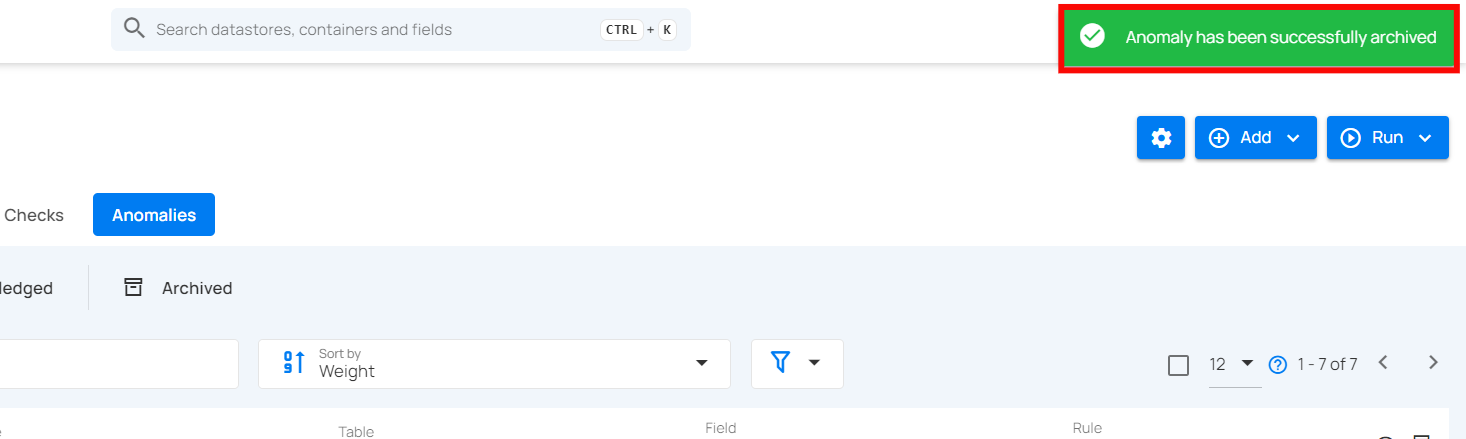 Search datastores, containers and fields CTRL + K
Anomaly has been successfully archived
Add Run
Checks Anomalies
ledged Archived
Sort by
Weight
12 1 - 7 of 7
Table Field Rule